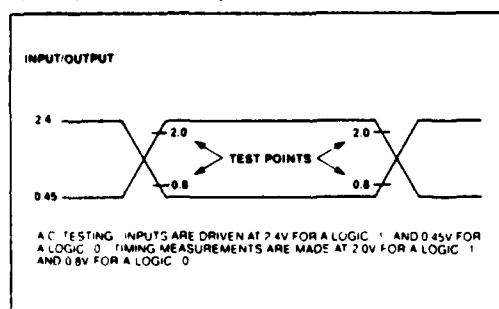 INPUT/OUTPUT
2.4
2.0
2.0
TEST POINTS
0.8
0.8
0.45
A.C. TESTING INPUTS ARE DRIVEN AT 2.4V FOR A LOGIC 1 AND 0.45V FOR
A LOGIC 0 TIMING MEASUREMENTS ARE MADE AT 2.0V FOR A LOGIC 1
AND 0.8V FOR A LOGIC 0